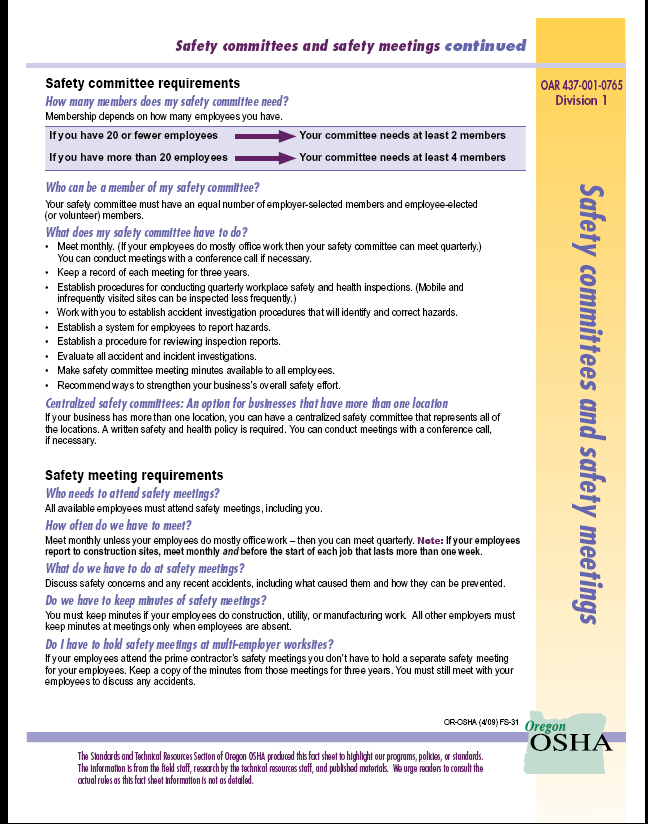 Safety committees and safety meetings continued
OAR 437-001-0765
Division 1
Safety committees and safety meetings
Safety committee requirements
How many members does my safety committee need?
Membership depends on how many employees you have.
If you have 20 or fewer employees Your committee needs at least 2 members
If you have more than 20 employees Your committee needs at least 4 members
Who can be a member of my safety committee?
Your safety committee must have an equal number of employer-selected members and employee-elected
(or volunteer) members.
What does my safety committee have to do?
• Meet monthly. (If your employees do mostly office work then your safety committee can meet quarterly.)
You can conduct meetings with a conference call if necessary.
• Keep a record of each meeting for three years.
• Establish procedures for conducting quarterly workplace safety and health inspections. (Mobile and
infrequently visited sites can be inspected less frequently.)
• Work with you to establish accident investigation procedures that will identify and correct hazards.
• Establish a system for employees to report hazards.
• Establish a procedure for reviewing inspection reports.
• Evaluate all accident and incident investigations.
• Make safety committee meeting minutes available to all employees.
• Recommend ways to strengthen your business's overall safety effort.
Centralized safety committees: An option for businesses that have more than one location
If your business has more than one location, you can have a centralized safety committee that represents all of
the locations. A written safety and health policy is required. You can conduct meetings with a conference call,
if necessary.
Safety meeting requirements
Who needs to attend safety meetings?
All available employees must attend safety meetings, including you.
How often do we have to meet?
Meet monthly unless your employees do mostly office work – then you can meet quarterly. Note: If your employees
report to construction sites, meet monthly and before the start of each job that lasts more than one week.
What do we have to do at safety meetings?
Discuss safety concerns and any recent accidents, including what caused them and how they can be prevented.
Do we have to keep minutes of safety meetings?
You must keep minutes if your employees do construction, utility, or manufacturing work. All other employers must
keep minutes at meetings only when employees are absent.
Do I have to hold safety meetings at multi-employer worksites?
If your employees attend the prime contractor's safety meetings you don't have to hold a separate safety meeting
for your employees. Keep a copy of the minutes from those meetings for three years. You must still meet with your
employees to discuss any accidents.
OR-OSHA (4/09) FS-31
Oregon
OSHA
The Standards and Technical Resources Section of Oregon OSHA produced this fact sheet to highlight our programs, policies, or standards.
The information is from the field staff, research by the technical resources staff, and published materials. We urge readers to consult the
actual rules as this fact sheet information is not as detailed.